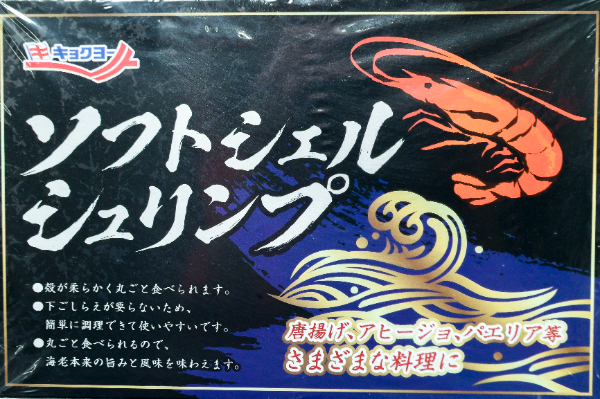 キ キョクヨー
ソフトシェル
シュリンプ
●殻が柔らかく丸ごと食べられます。
●下ごしらえが要らないため、
簡単に調理できて使いやすいです。
●丸ごと食べられるので、
海老本来の旨みと風味を味わえます。
唐揚げ、アヒージョ、パエリア等
さまざまな料理に